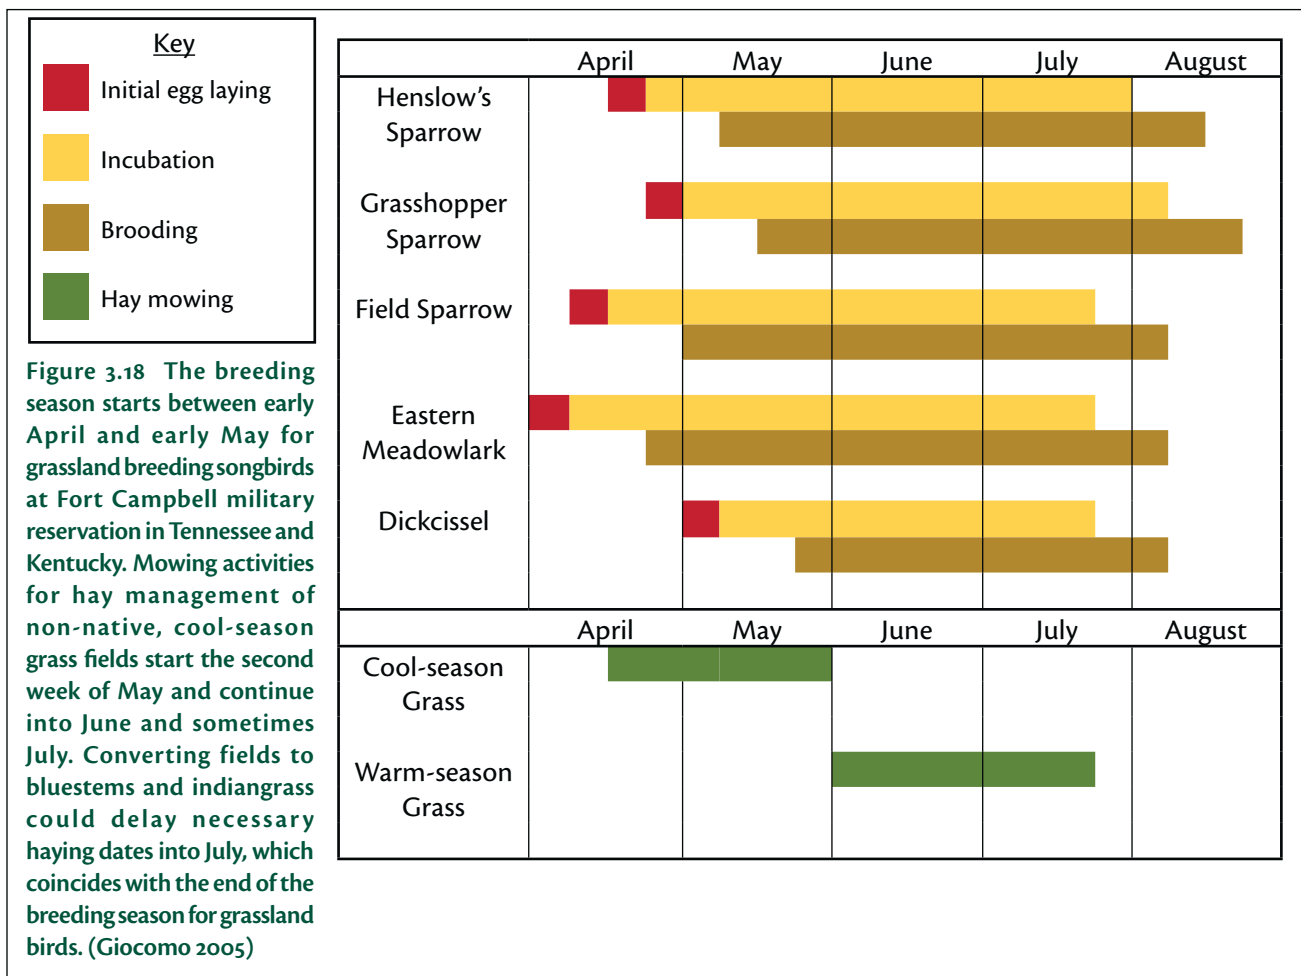 Key
Initial egg laying
Incubation
Brooding
Hay mowing
Figure 3.18 The breeding
season starts between early
April and early May for
grassland breeding songbirds
at Fort Campbell military
reservation in Tennessee and
Kentucky. Mowing activities
for hay management of
non-native, cool-season
grass fields start the second
week of May and continue
into June and sometimes
July. Converting fields to
bluestems and indiangrass
could delay necessary
haying dates into July, which
coincides with the end of the
breeding season for grassland
birds. (Giocomo 2005)
April May June July August
Henslow's
Sparrow
Grasshopper
Sparrow
Field Sparrow
Eastern
Meadowlark
Dickcissel
April May June July August
Cool-season
Grass
Warm-season
Grass